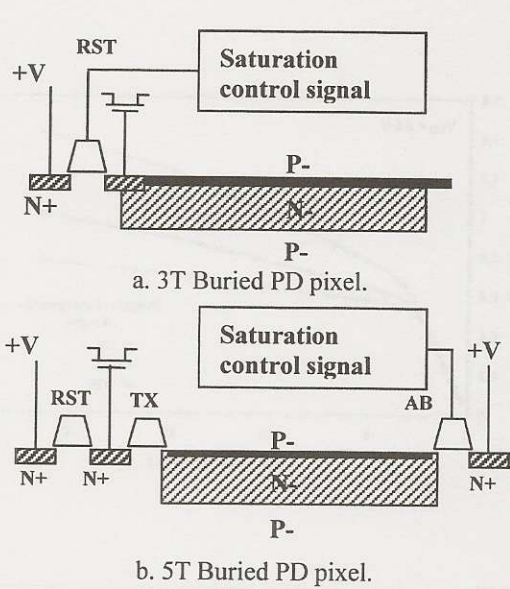 RST
Saturation
control signal
+V
P-
N+
N-
P-
a. 3T Buried PD pixel.
Saturation
control signal
+V
+V
RST
TX
AB
P-
N+
N+
N-
N+
P-
b. 5T Buried PD pixel.